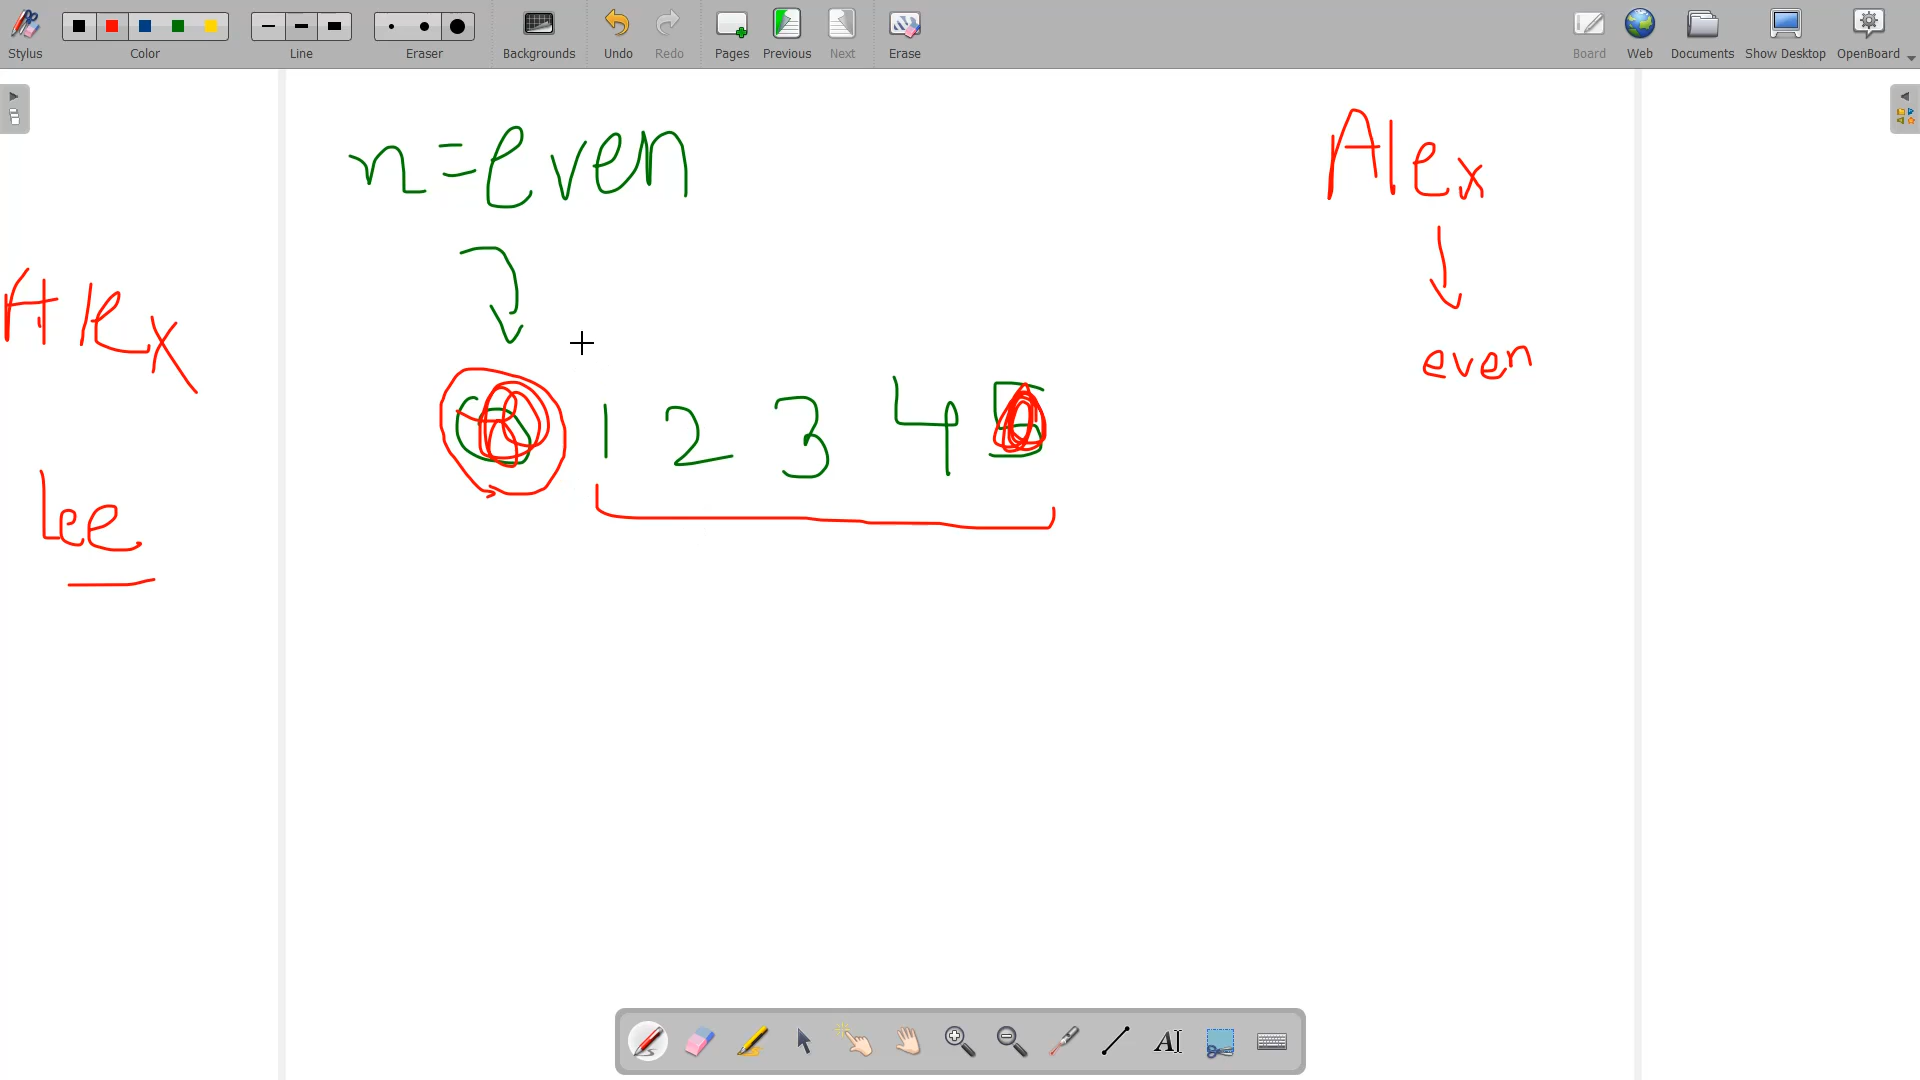 Stylus Color Line Eraser Backgrounds Undo Redo Pages Previous Next Erase Board Web Documents Show Desktop OpenBoard
n=even
Alex
even
Alex
1 2 3 4
Lee